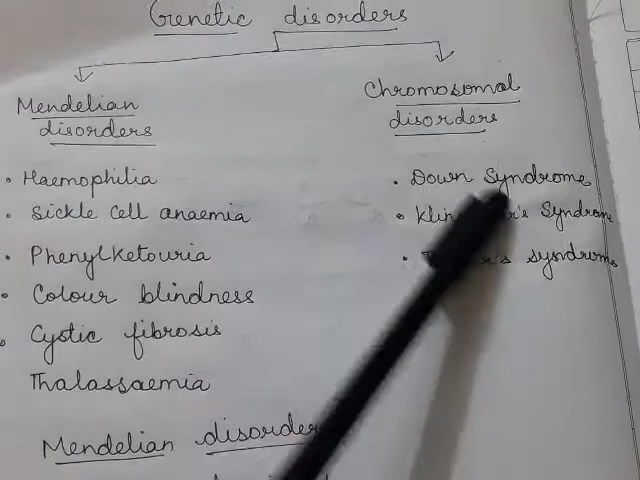 Genetic disorders
Mendelian
disorders
• Haemophilia
• Sickle cell anaemia
• Phenylketouria
• Colour blindness
• Cystic fibrosis
Thalassaemia
Chromosomal
disorders
• Down Syndrome
• Syndrome
• syndrome
Mendelian disorder